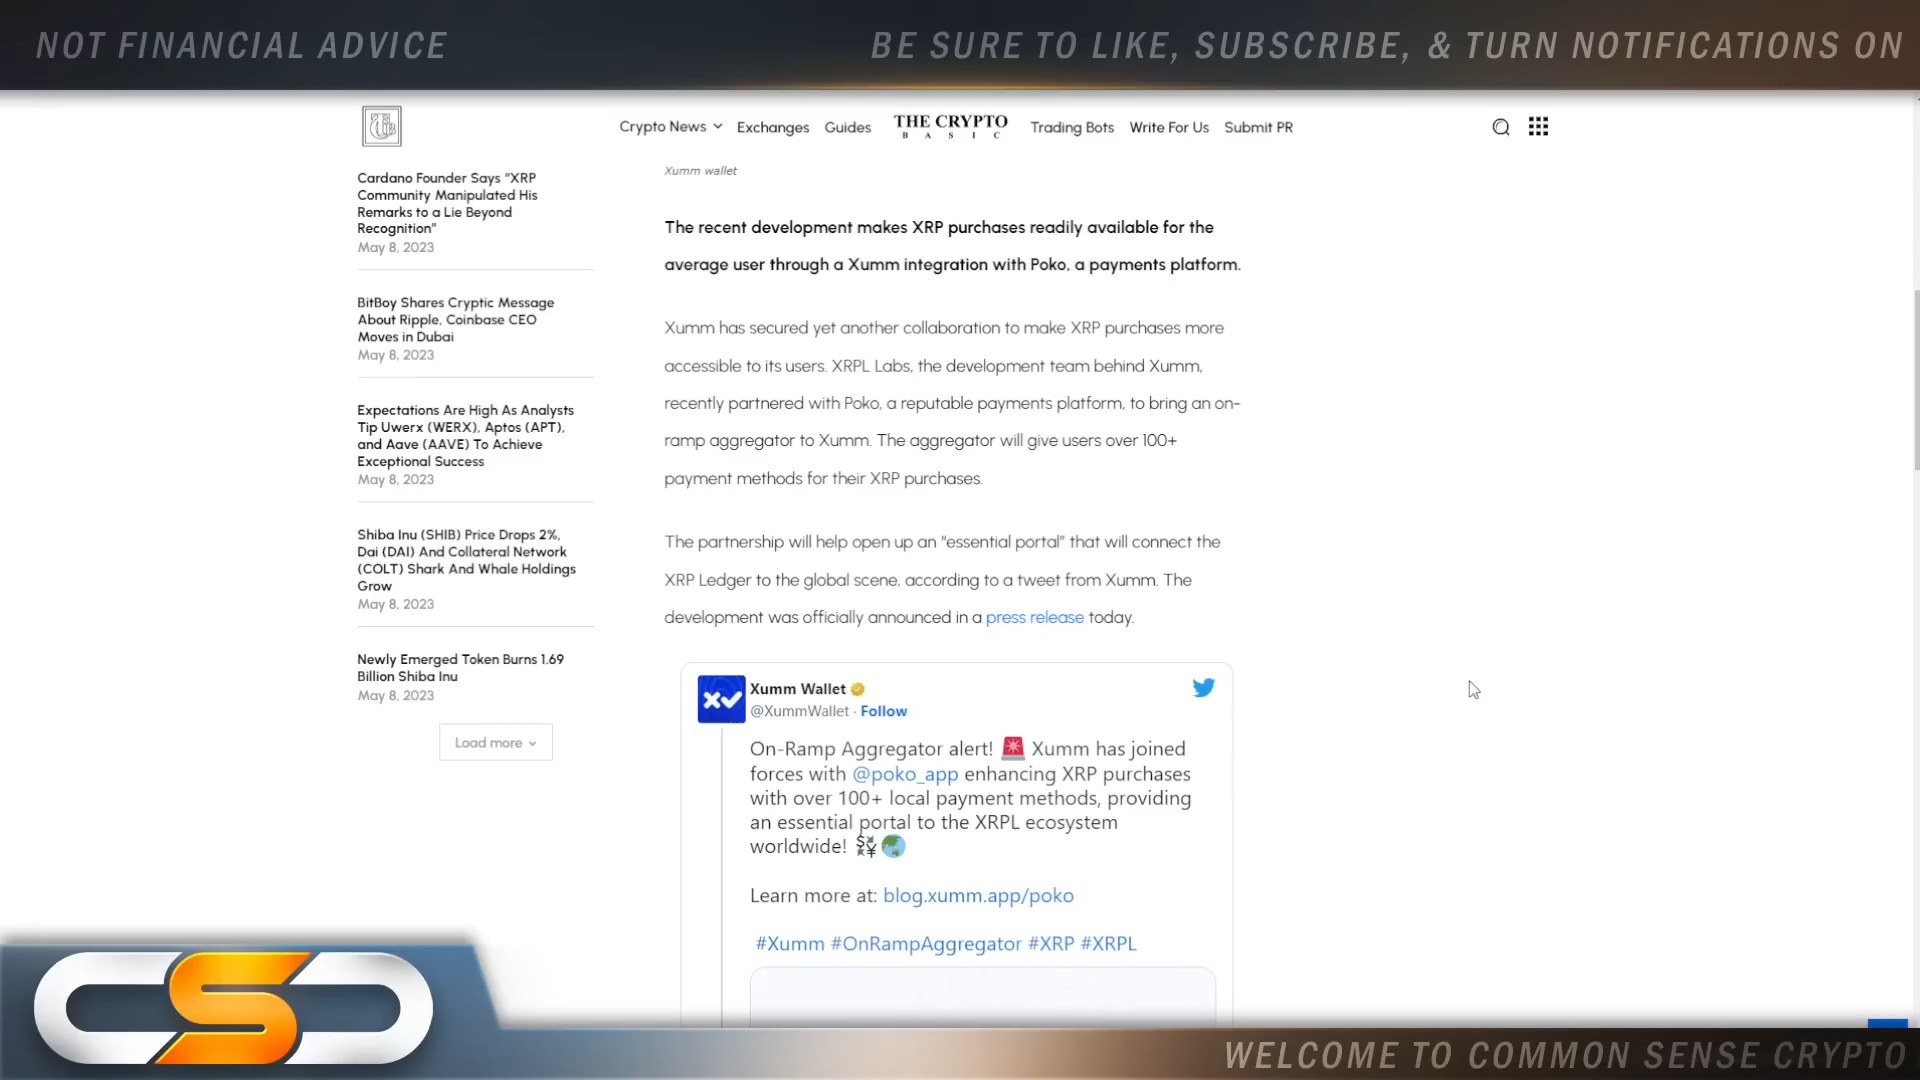 NOT FINANCIAL ADVICE
BE SURE TO LIKE, SUBSCRIBE, & TURN NOTIFICATIONS ON
Crypto News
Exchanges
Guides
THE CRYPTO
BASIC
Trading Bots
Write For Us
Submit PR
Cardano Founder Says “XRP
Community Manipulated His
Remarks to a Lie Beyond
Recognition”
May 8, 2023
BitBoy Shares Cryptic Message
About Ripple, Coinbase CEO
Moves in Dubai
May 8, 2023
Expectations Are High As Analysts
Tip Uwerx (WERX), Aptos (APT),
and Aave (AAVE) To Achieve
Exceptional Success
May 8, 2023
Shiba Inu (SHIB) Price Drops 2%,
Dai (DAI) And Collateral Network
(COLT) Shark And Whale Holdings
Grow
May 8, 2023
Newly Emerged Token Burns 1.69
Billion Shiba Inu
May 8, 2023
Load more
Xumm wallet
The recent development makes XRP purchases readily available for the
average user through a Xumm integration with Poko, a payments platform.
Xumm has secured yet another collaboration to make XRP purchases more
accessible to its users. XRPL Labs, the development team behind Xumm,
recently partnered with Poko, a reputable payments platform, to bring an on-
ramp aggregator to Xumm. The aggregator will give users over 100+
payment methods for their XRP purchases.
The partnership will help open up an “essential portal” that will connect the
XRP Ledger to the global scene, according to a tweet from Xumm. The
development was officially announced in a press release today.
Xumm Wallet
@XummWallet · Follow
On-Ramp Aggregator alert! 🚨 Xumm has joined
forces with @poko_app enhancing XRP purchases
with over 100+ local payment methods, providing
an essential portal to the XRPL ecosystem
worldwide! 💱🌏
Learn more at: blog.xumm.app/poko
#Xumm #OnRampAggregator #XRP #XRPL
CSC
WELCOME TO COMMON SENSE CRYPTO